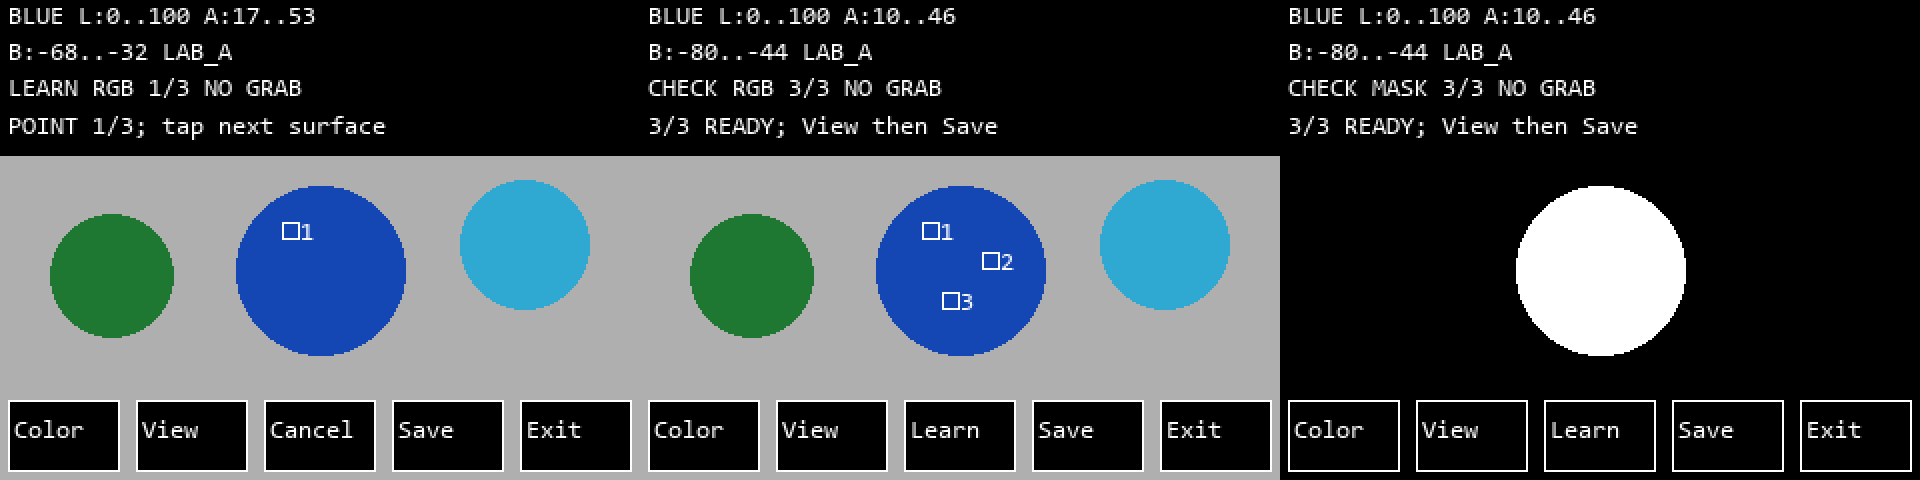 BLUE L:0..100 A:17..53
B:-68..-32 LAB_A
LEARN RGB 1/3 NO GRAB
POINT 1/3; tap next surface
1
Color View Cancel Save Exit
BLUE L:0..100 A:10..46
B:-80..-44 LAB_A
CHECK RGB 3/3 NO GRAB
3/3 READY; View then Save
1
2
3
Color View Learn Save Exit
BLUE L:0..100 A:10..46
B:-80..-44 LAB_A
CHECK MASK 3/3 NO GRAB
3/3 READY; View then Save
Color View Learn Save Exit